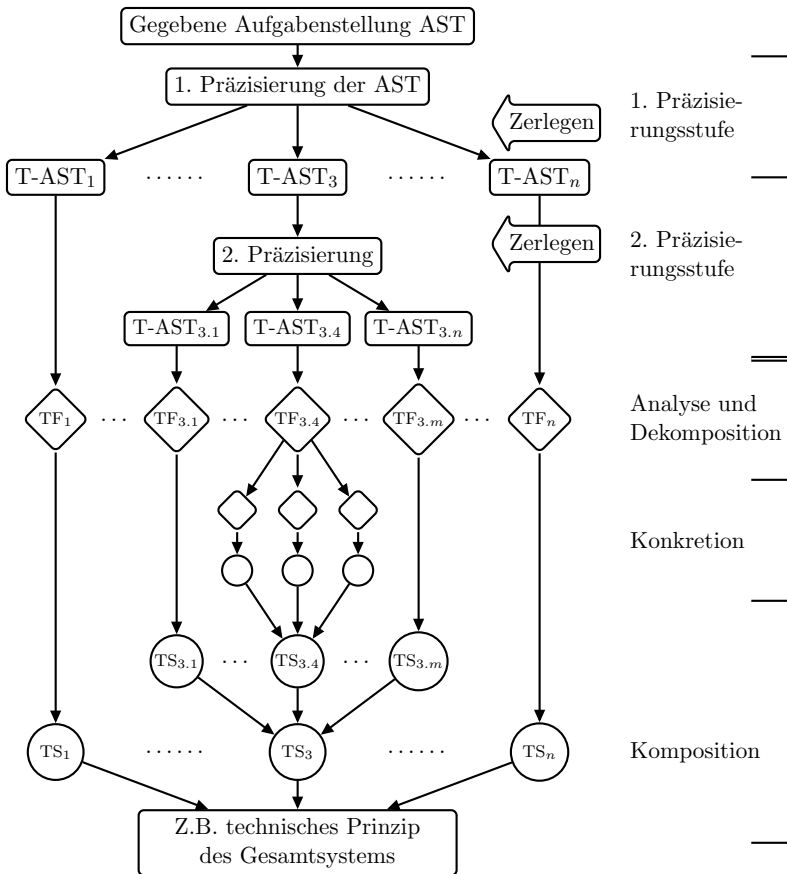 Gegebene Aufgabenstellung AST
1. Präzisierung der AST
Zerlegen
1. Präzisie-
rungsstufe
T-AST₁ ...... T-AST₃ ...... T-ASTₙ
2. Präzisierung
Zerlegen
2. Präzisie-
rungsstufe
T-AST₃.₁ T-AST₃.₄ T-AST₃.ₙ
TF₁ ... TF₃.₁ ... TF₃.₄ ... TF₃.ₘ ... TFₙ
Analyse und
Dekomposition
Konkretion
TS₃.₁ ... TS₃.₄ ... TS₃.ₘ
TS₁ ...... TS₃ ...... TSₙ
Komposition
Z.B. technisches Prinzip
des Gesamtsystems